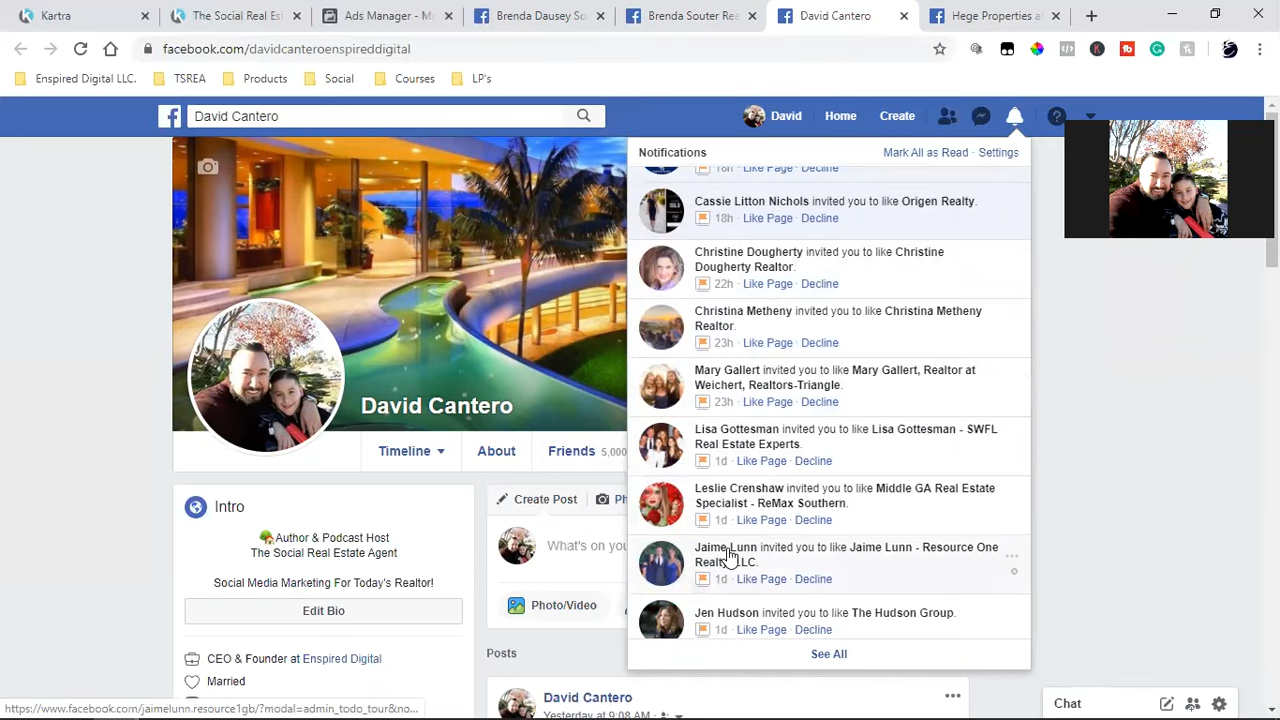 Kartra
The Social Real Est
Ads Manager - M
Brenda Dausey So
Brenda Souter Re
David Cantero
Hege Properties a
facebook.com/davidcanteroenspireddigital
Enspired Digital LLC.
TSREA
Products
Social
Courses
LP's
David Cantero
David
Home
Create
Notifications
Mark All as Read · Settings
18h · Like Page · Decline
Cassie Litton Nichols invited you to like Origen Realty.
18h · Like Page · Decline
Christine Dougherty invited you to like Christine
Dougherty Realtor.
22h · Like Page · Decline
Christina Metheny invited you to like Christina Metheny
Realtor.
23h · Like Page · Decline
Mary Gallert invited you to like Mary Gallert, Realtor at
Weichert, Realtors-Triangle.
23h · Like Page · Decline
Lisa Gottesman invited you to like Lisa Gottesman - SWFL
Real Estate Experts.
1d · Like Page · Decline
Leslie Crenshaw invited you to like Middle GA Real Estate
Specialist - ReMax Southern.
1d · Like Page · Decline
Jaime Lunn invited you to like Jaime Lunn - Resource One
Realty LLC.
1d · Like Page · Decline
Jen Hudson invited you to like The Hudson Group.
1d · Like Page · Decline
See All
David Cantero
Timeline
About
Friends 5,000
Intro
Author & Podcast Host
The Social Real Estate Agent
Social Media Marketing For Today's Realtor!
Edit Bio
CEO & Founder at Enspired Digital
Married
Create Post
Ph
What's on you
Photo/Video
Posts
David Cantero
Yesterday at 9:08 AM
Chat
https://www.facebook.com/jaimelunn.resource1gb/?modal=admin_todo_tour&no...